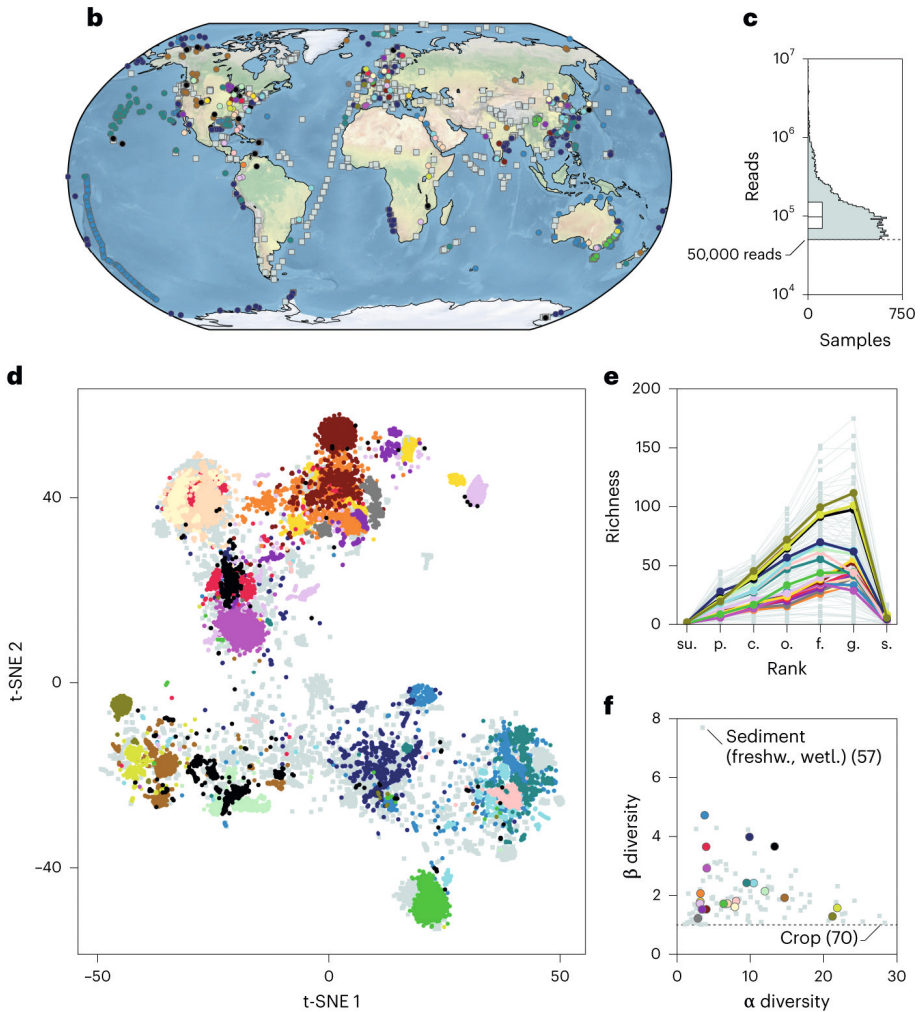 b
c
10⁷
10⁶
10⁵
10⁴
Reads
50,000 reads
0
750
Samples
d
40
0
−40
t-SNE 2
−50
0
50
t-SNE 1
e
200
150
100
50
0
Richness
su. p. c. o. f. g. s.
Rank
f
8
6
4
2
0
β diversity
Sediment
(freshw., wetl.) (57)
Crop (70)
0
10
20
30
α diversity